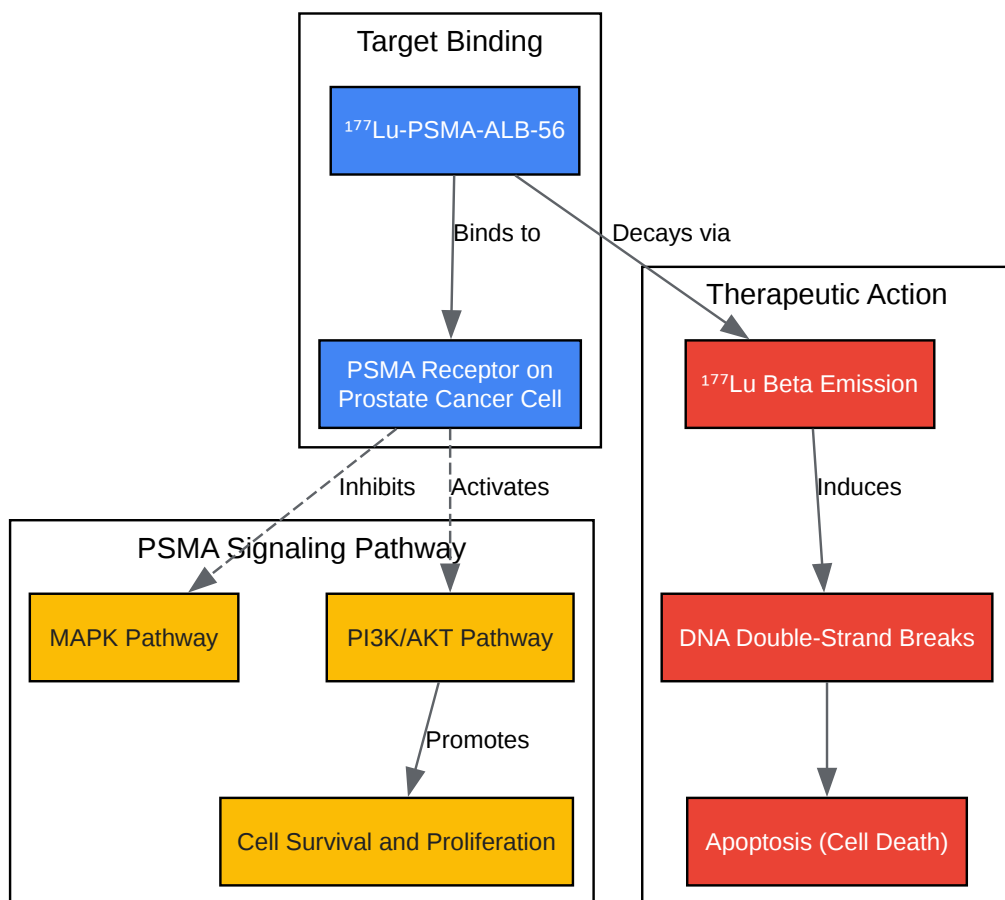 Target Binding
¹⁷⁷Lu-PSMA-ALB-56
Binds to
Decays via
Therapeutic Action
PSMA Receptor on
Prostate Cancer Cell
¹⁷⁷Lu Beta Emission
Inhibits
Activates
Induces
PSMA Signaling Pathway
MAPK Pathway
PI3K/AKT Pathway
DNA Double-Strand Breaks
Promotes
Cell Survival and Proliferation
Apoptosis (Cell Death)